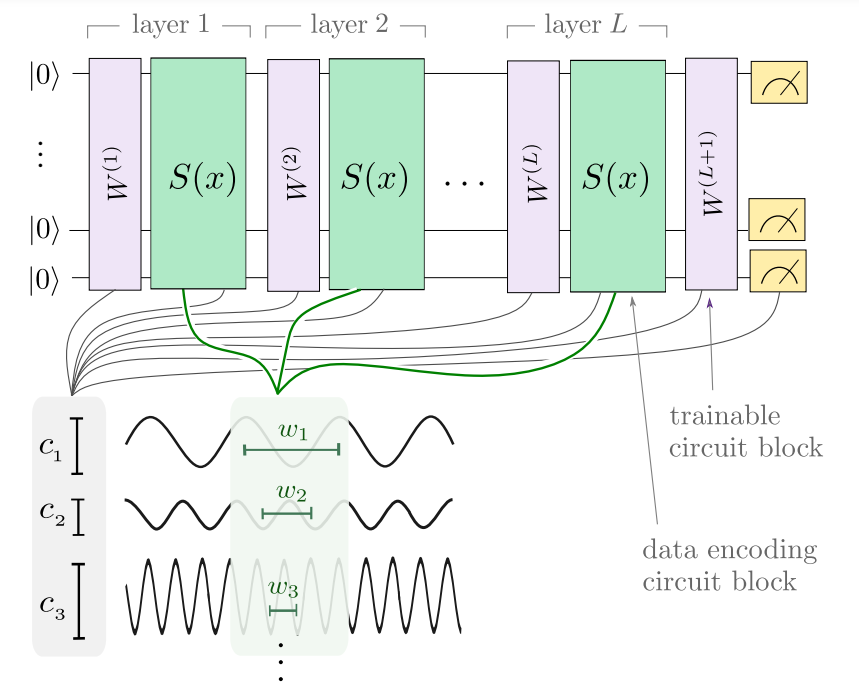 layer 1 layer 2 layer L
|0⟩
⋮
|0⟩
|0⟩
W^(1) S(x) W^(2) S(x) ... W^(L) S(x) W^(L+1)
c₁ w₁
c₂ w₂
c₃ w₃
⋮
trainable
circuit block
data encoding
circuit block